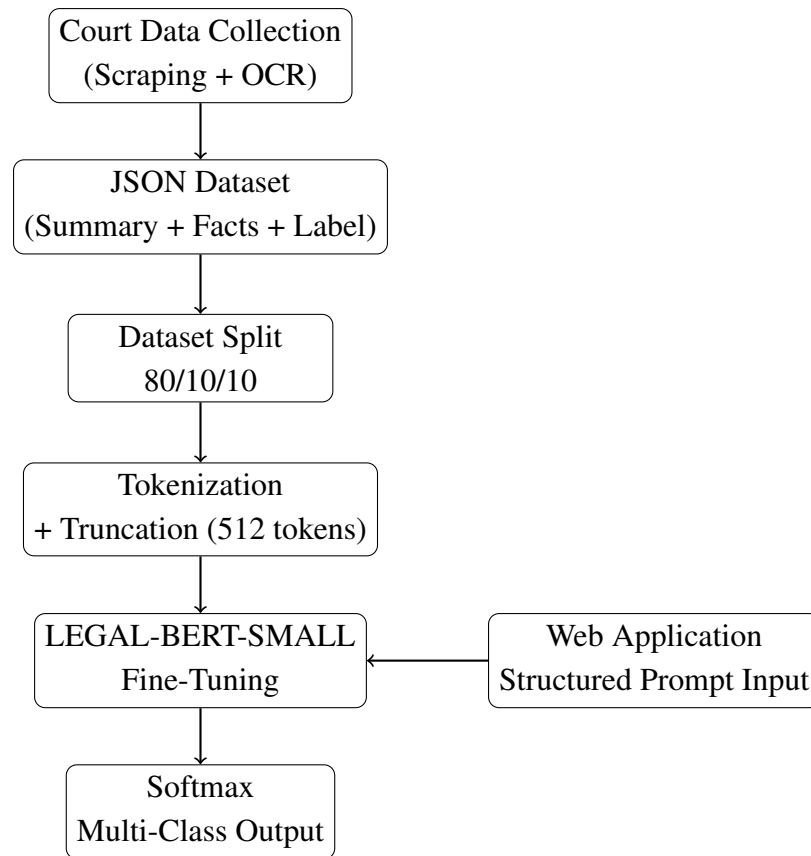 Court Data Collection
(Scraping + OCR)
JSON Dataset
(Summary + Facts + Label)
Dataset Split
80/10/10
Tokenization
+ Truncation (512 tokens)
LEGAL-BERT-SMALL
Fine-Tuning
Web Application
Structured Prompt Input
Softmax
Multi-Class Output